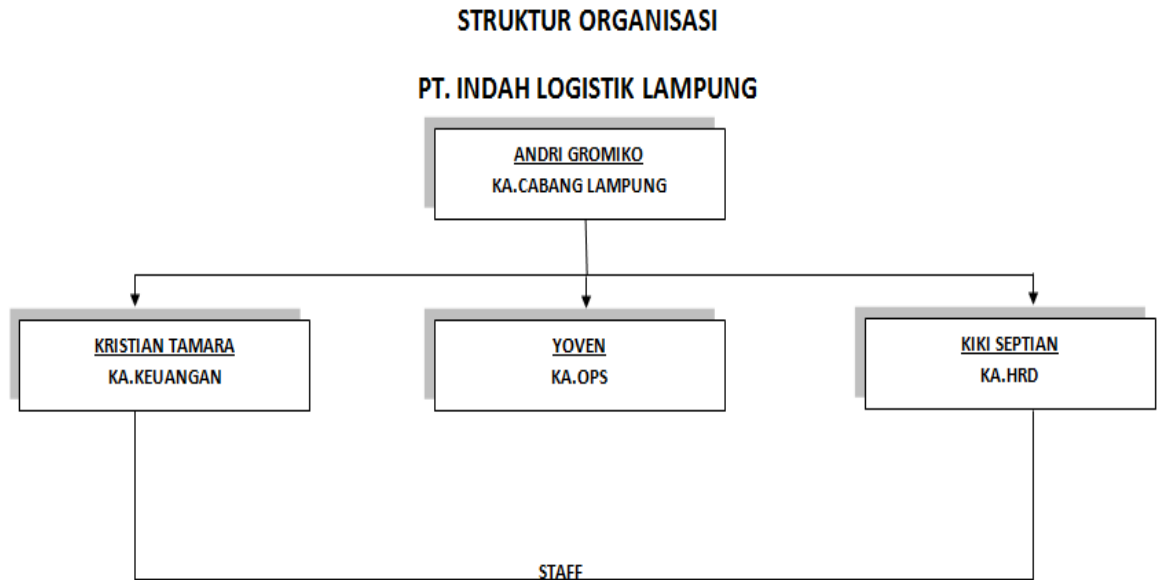 STRUKTUR ORGANISASI
PT. INDAH LOGISTIK LAMPUNG
ANDRI GROMIKO
KA.CABANG LAMPUNG
KRISTIAN TAMARA
KA.KEUANGAN
YOVEN
KA.OPS
KIKI SEPTIAN
KA.HRD
STAFF